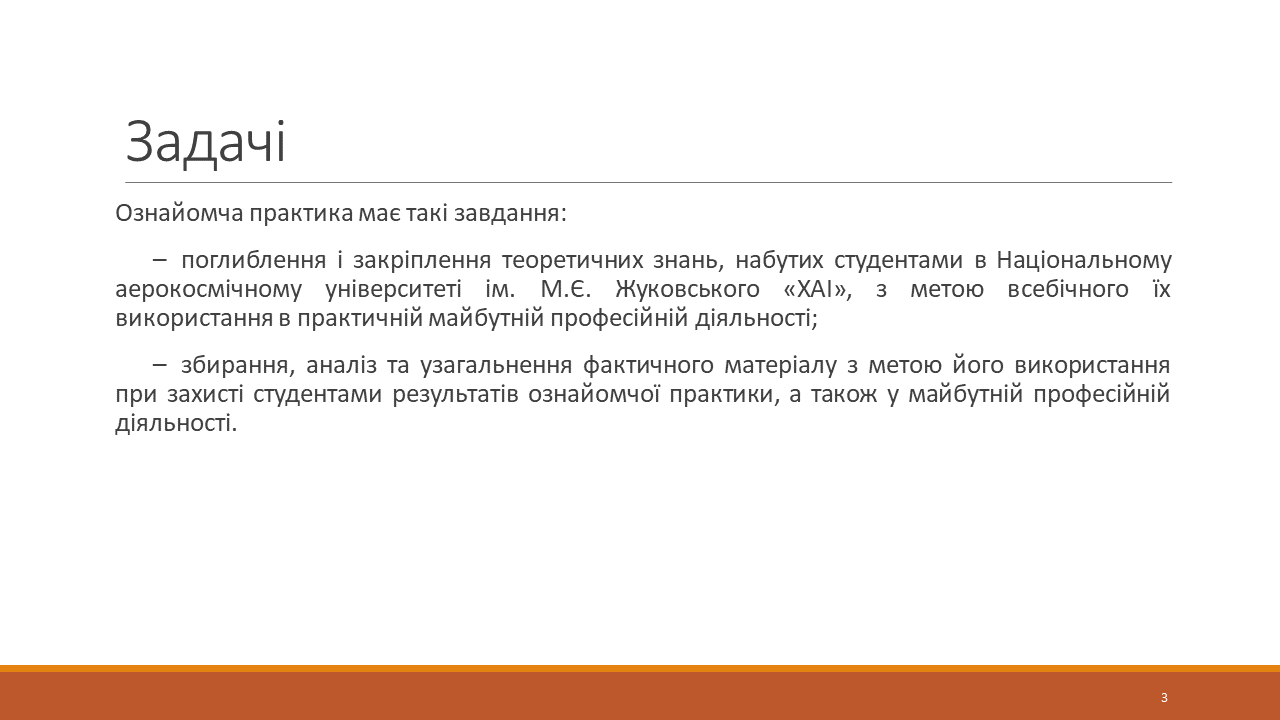 Задачі
Ознайомча практика має такі завдання:
– поглиблення і закріплення теоретичних знань, набутих студентами в Національному
аерокосмічному університеті ім. М.Є. Жуковського «ХАІ», з метою всебічного їх
використання в практичній майбутній професійній діяльності;
– збирання, аналіз та узагальнення фактичного матеріалу з метою його використання
при захисті студентами результатів ознайомчої практики, а також у майбутній професійній
діяльності.
3